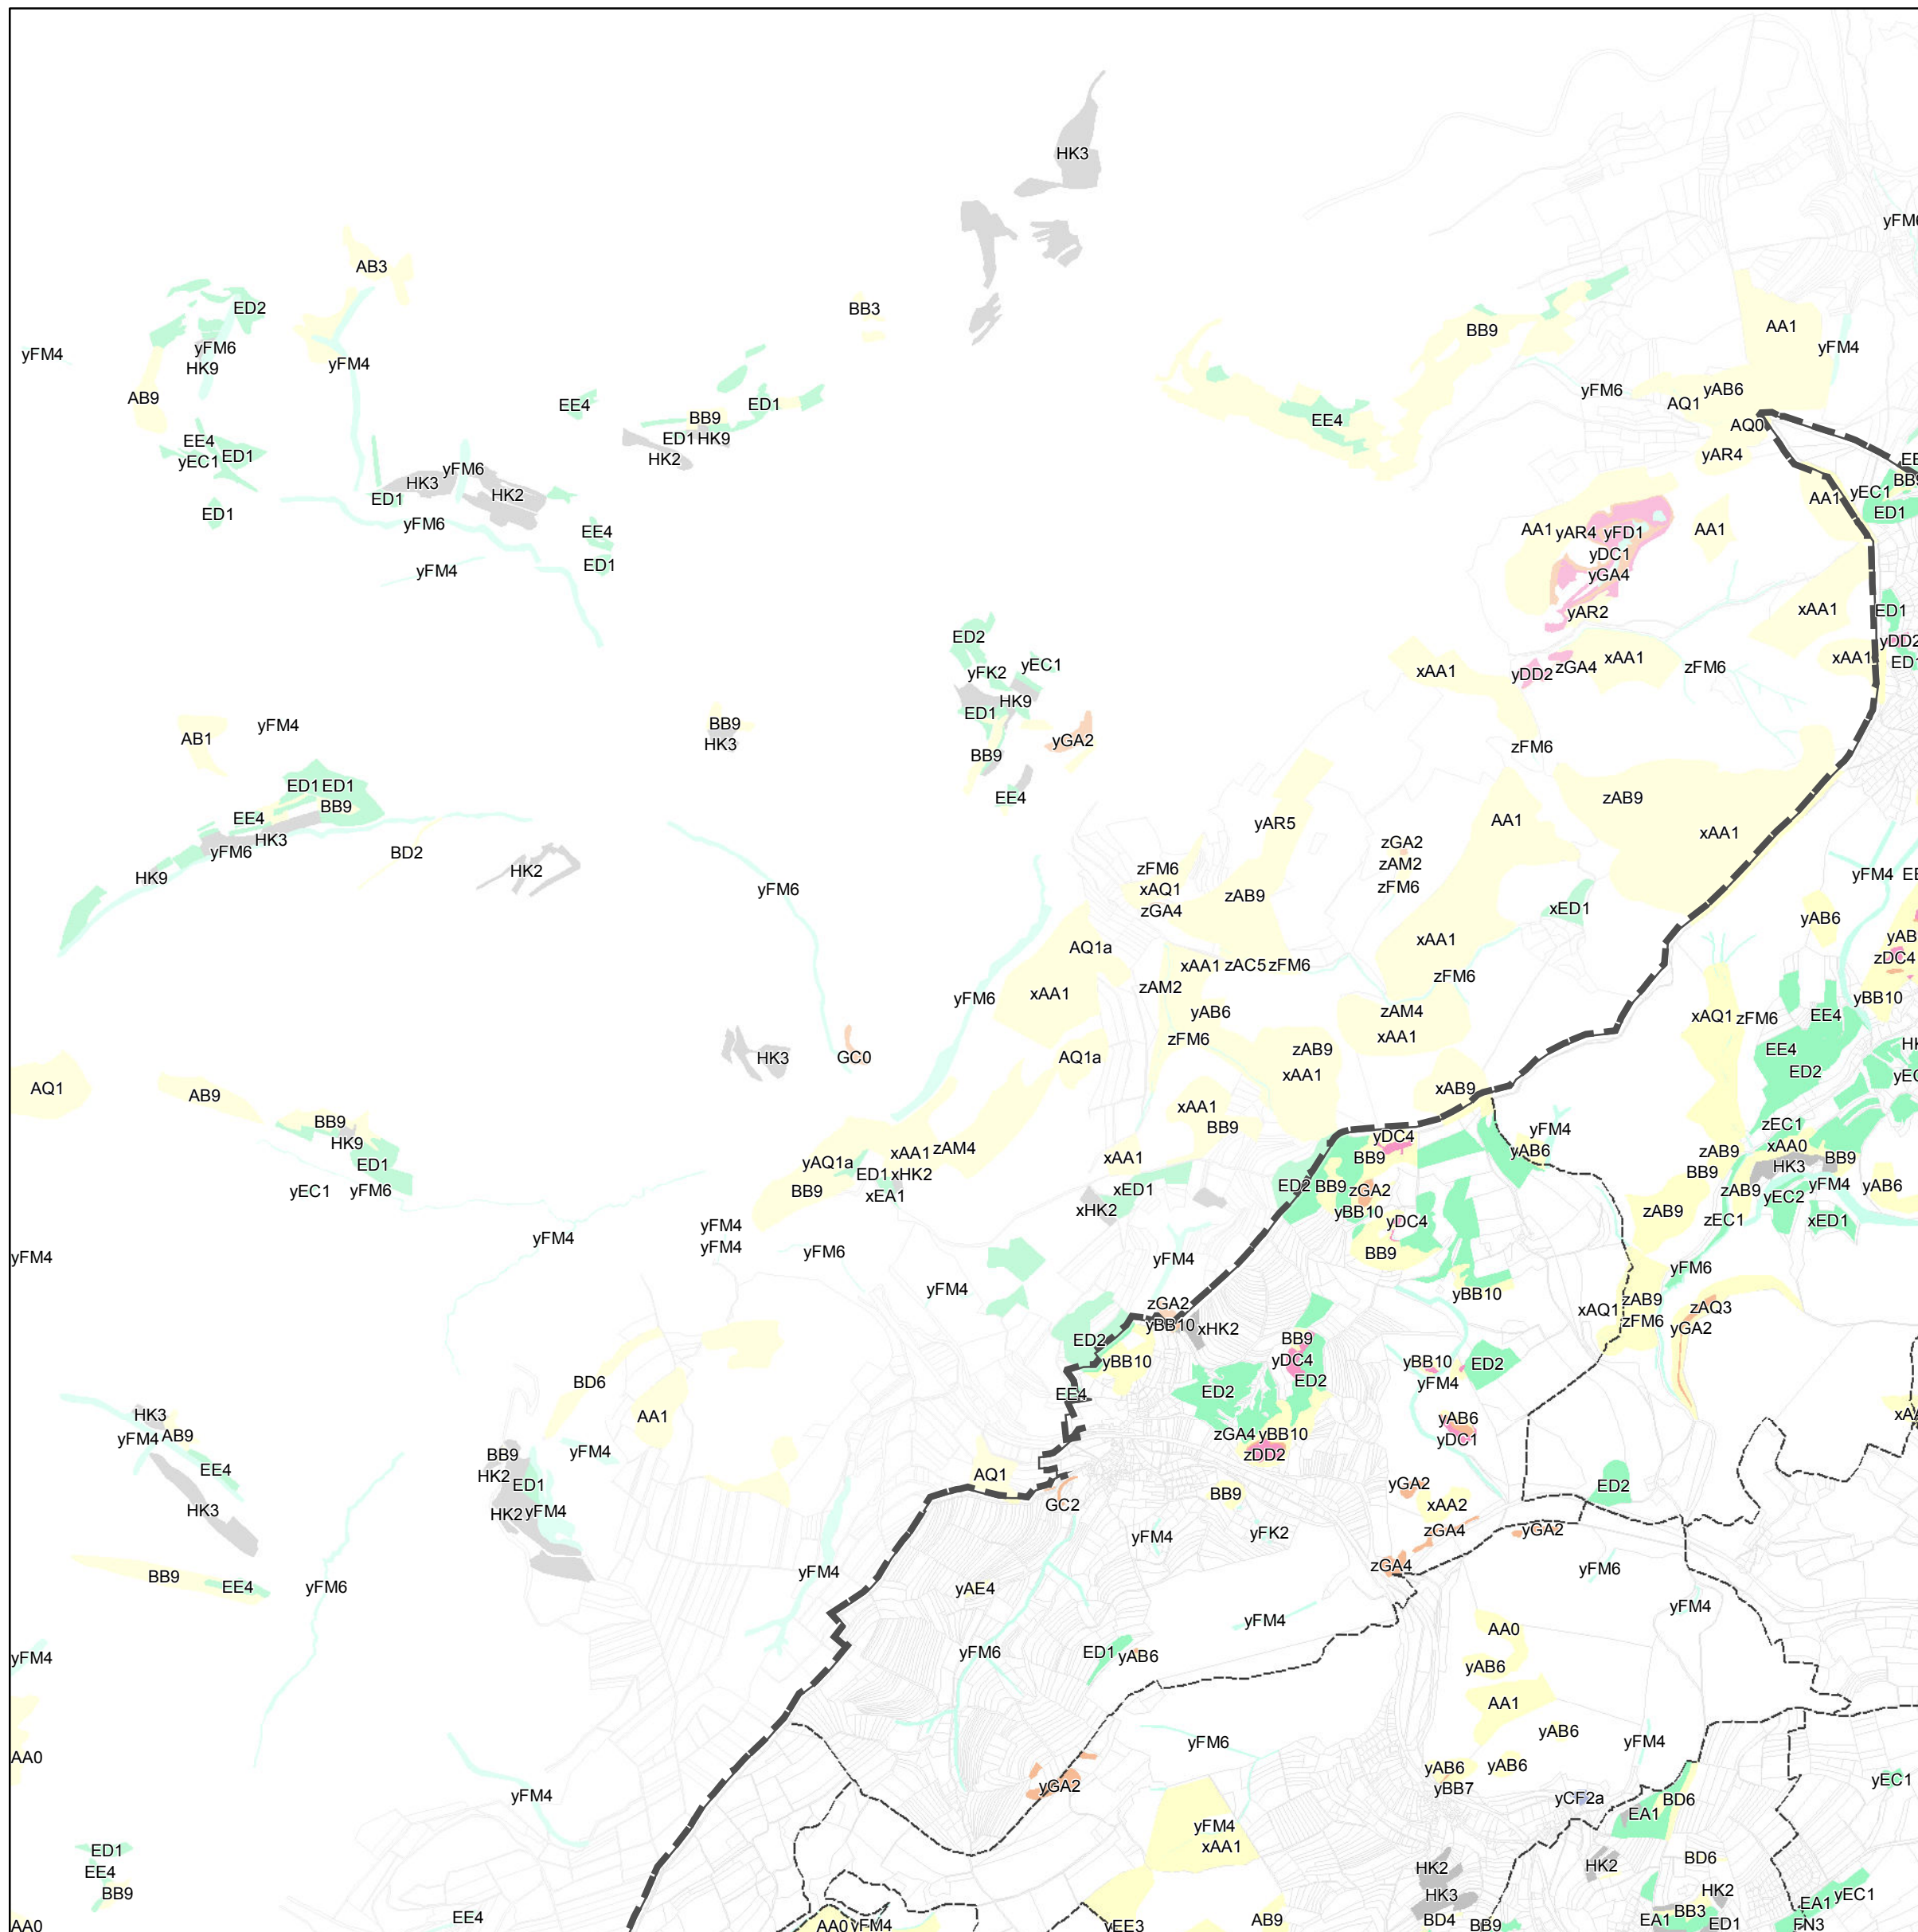 HK3
yFM6
AB3
ED2
BB3
AA1
BB9
yFM4
yFM6
yFM4
HK9
yFM4
yFM6
yAB6
AB9
EE4
ED1
AQ1
BB9
EE4
AQ0
EE4
ED1 HK9
yEC1 ED1
HK2
yAR4
yFM6
HK3
HK2
yEC1
AA1
ED1
ED1
ED1
yFM6
EE4
AA1 yAR4 yFD1
AA1
yDC1
ED1
yFM4
yGA4
xAA1
ED1
yAR2
ED2
yDD2
yFK2
yEC1
xAA1
yDD2 zGA4 xAA1
zFM6
xAA1
HK9
ED1
AB1
yFM4
BB9
HK3
yGA2
BB9
zFM6
ED1 ED1
EE4
zAB9
BB9
EE4
yAR5
AA1
xAA1
HK3
yFM6
BD2
zGA2
zAM2
HK9
HK2
zFM6
yFM4
yFM6
xAQ1
zFM6
zAB9
zGA4
xED1
yAB6
AQ1a
xAA1
zDC4
xAA1 zAC5 zFM6
zFM6
zAM2
xAA1
yFM6
yBB10
yAB6
zAM4
xAQ1 zFM6
EE4
zFM6
xAA1
HK3
GC0
AQ1a
zAB9
EE4
ED2
xAA1
AQ1
AB9
xAB9
xAA1
BB9
BB9
zEC1
yFM4
HK9
yDC4
xAA0
xAA1 zAM4
yAB6
zAB9
ED1
yAQ1a
xAA1
BB9
BB9
HK3
BB9
yEC1
yFM6
ED1 xHK2
ED2 BB9 zGA2
zAB9 yEC2
yFM4
yAB6
BB9
xEA1
xED1
xHK2
yBB10
zAB9
zEC1
xED1
yFM4
yDC4
yFM4
yFM4
yFM6
BB9
yFM4
yFM4
yFM6
yFM4
yBB10
zGA2
xAQ1
zAB9
zAQ3
yBB10
xHK2
zFM6
yGA2
ED2
BB9
yBB10
yDC4
yBB10
ED2
BD6
ED2
yFM4
EE4
ED2
HK3
AA1
yAB6
yFM4 AB9
zGA4 yBB10
yDC1
BB9
yFM4
zDD2
EE4
HK2
AQ1
ED1
yGA2
ED2
BB9
HK3
HK2 yFM4
GC2
xAA2
zGA4
yGA2
yFM4
yFK2
zGA4
yFM6
BB9
yFM4
EE4
yFM6
yAE4
yFM4
yFM4
AA0
yFM4
yFM6
ED1 yAB6
yAB6
AA1
yAB6
yFM6
yFM4
AA0
yAB6
yAB6
yGA2
yBB7
yEC1
yFM4
yCF2a
BD6
EA1
yFM4
xAA1
ED1
BD6
EE4
HK2
HK2
BB9
HK3
HK2
yEC1
EA1
BB3
EE4
AA0
AA0 yFM4
yEE3
AB9
BD4
BB9
EA1
ED1
FN3